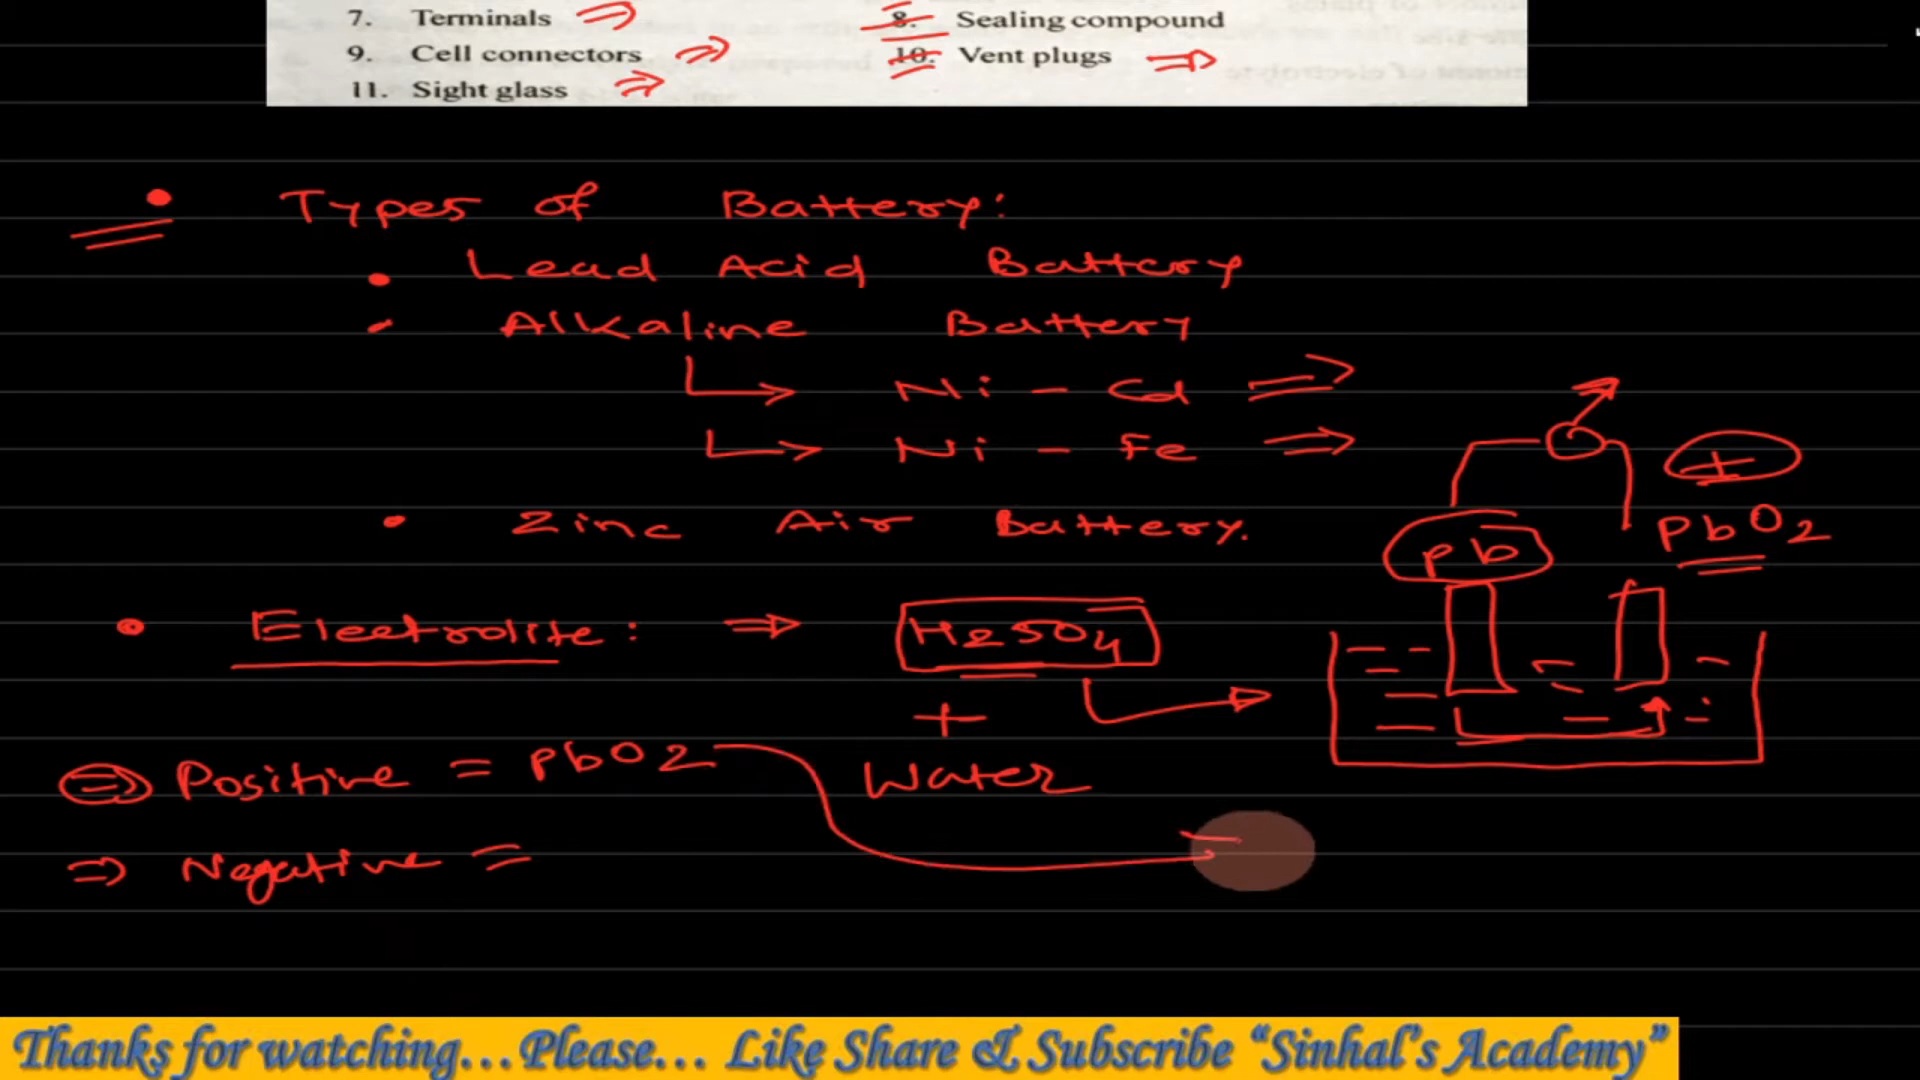 7. Terminals
8. Sealing compound
9. Cell connectors
10. Vent plugs
11. Sight glass
Types of Battery:
Lead Acid Battery
Alkaline Battery
Ni - Cd
Ni - Fe
Zinc Air Battery.
+
pb
PbO2
Electrolite:
H2SO4
+
Water
Positive = PbO2
Negative =
Thanks for watching...Please... Like Share & Subscribe “Sinhal's Academy”